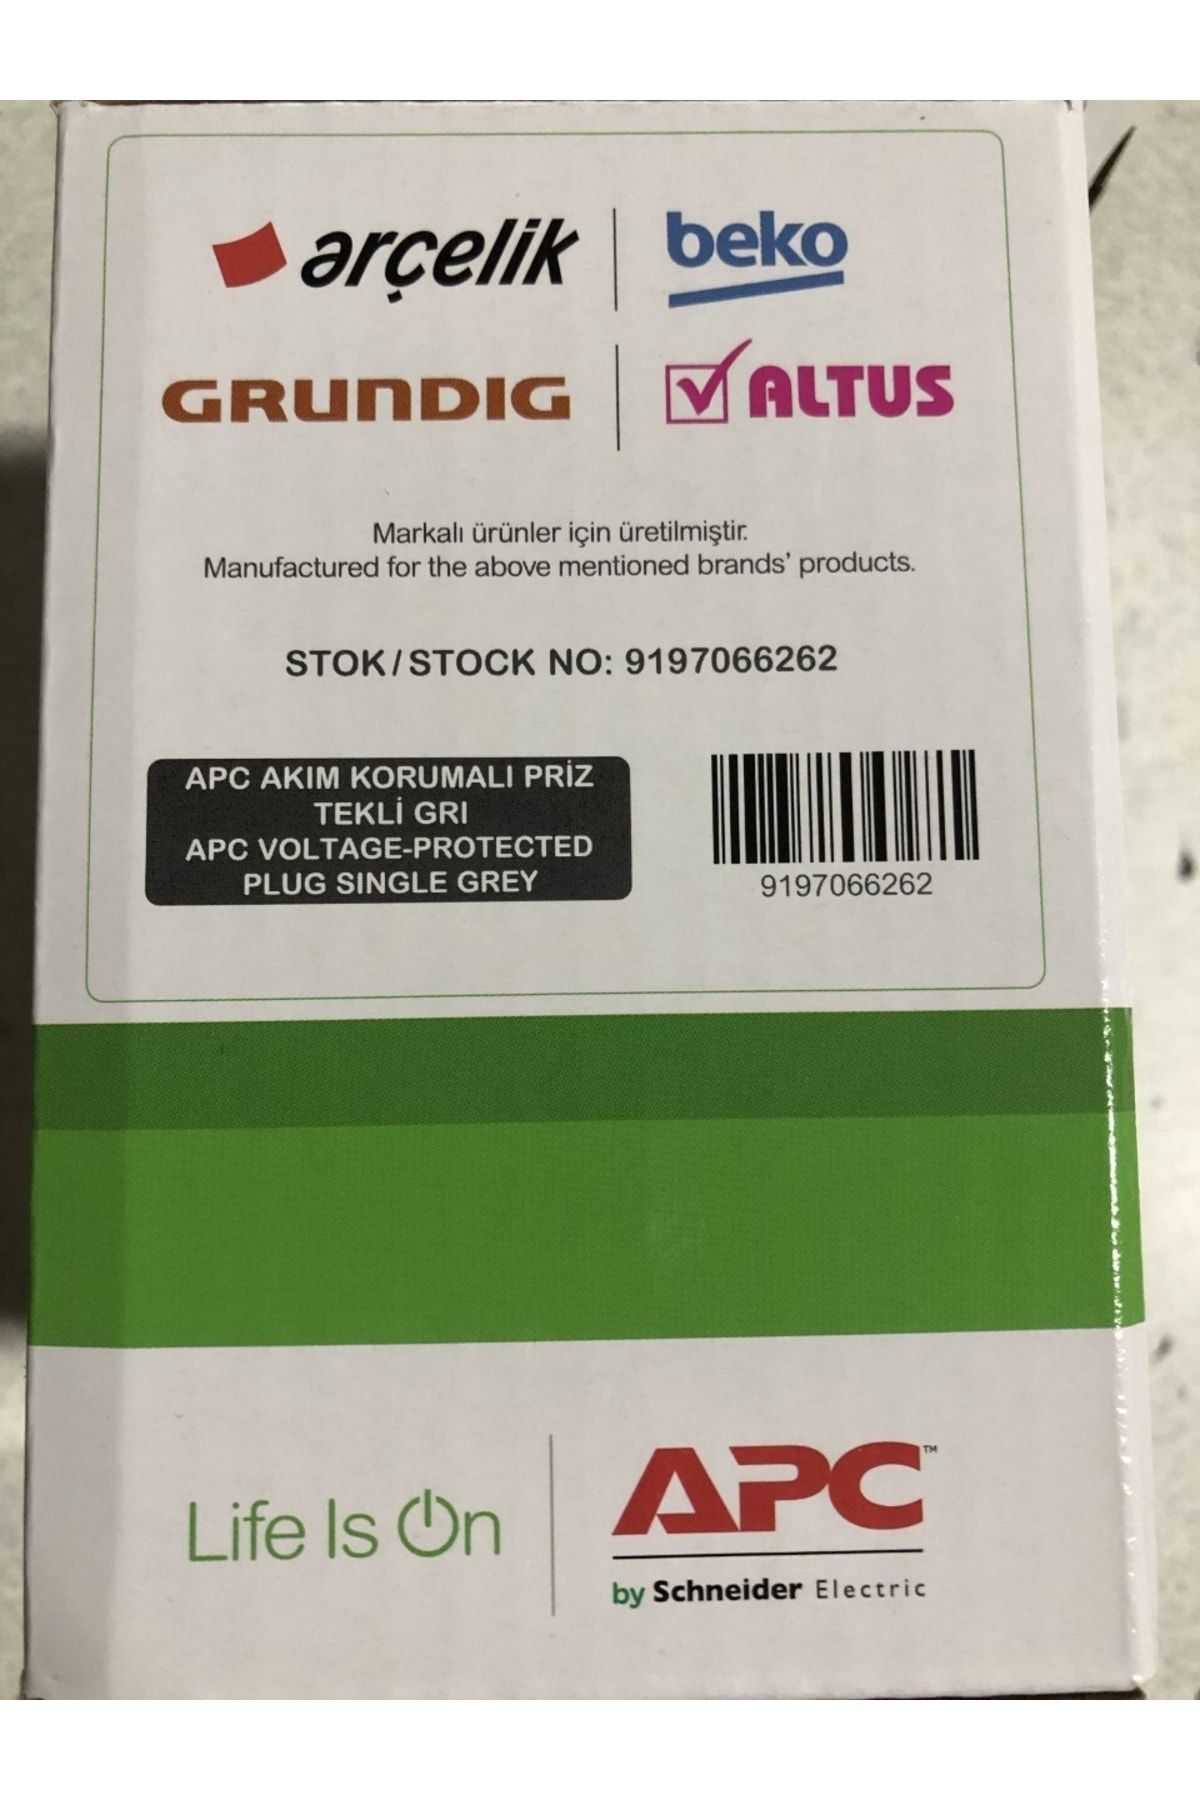 arçelik
beko
GRUNDIG
ALTUS
Markalı ürünler için üretilmiştir.
Manufactured for the above mentioned brands' products.
STOK/STOCK NO: 9197066262
APC AKIM KORUMALI PRİZ
TEKLİ GRI
APC VOLTAGE-PROTECTED
PLUG SINGLE GREY
9197066262
Life Is On
APC™
by Schneider Electric